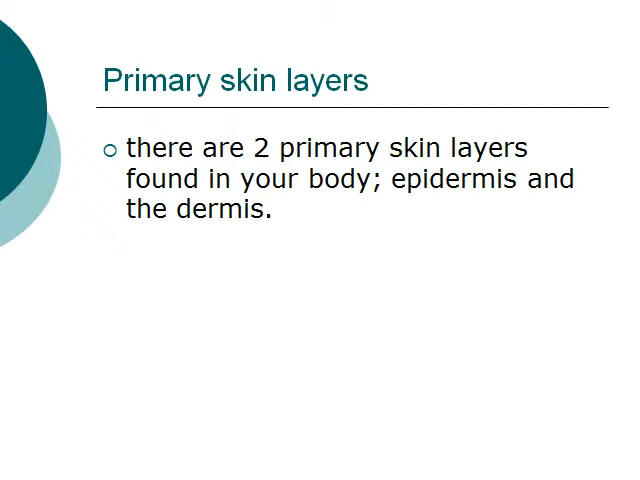 Primary skin layers
there are 2 primary skin layers
found in your body; epidermis and
the dermis.